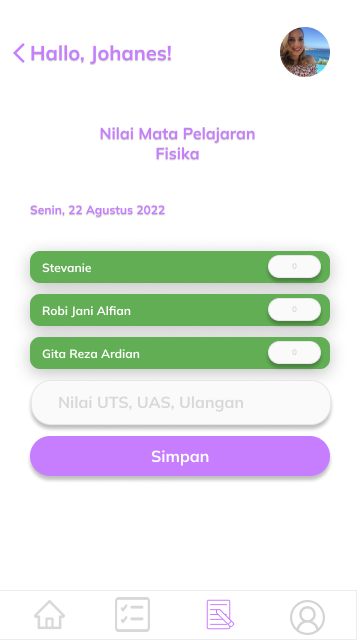 Hallo, Johanes!
Nilai Mata Pelajaran
Fisika
Senin, 22 Agustus 2022
Stevanie 0
Robi Jani Alfian 0
Gita Reza Ardian 0
Nilai UTS, UAS, Ulangan
Simpan